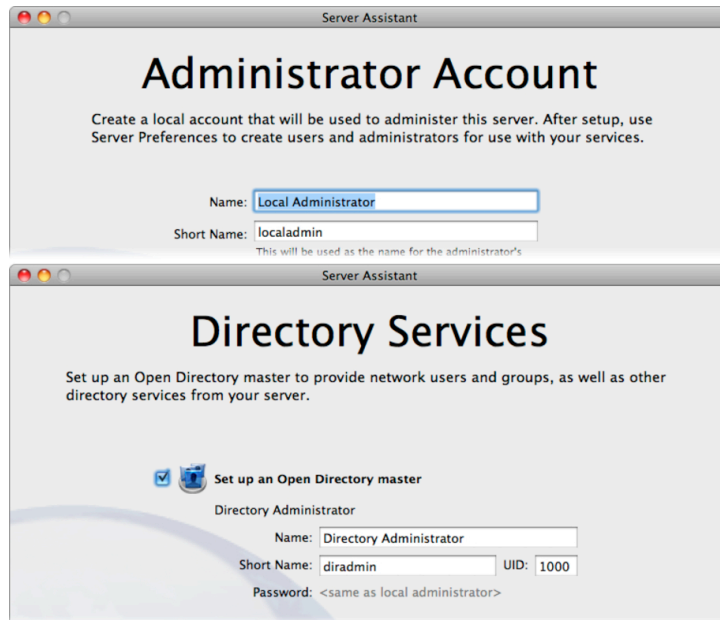 Server Assistant
Administrator Account
Create a local account that will be used to administer this server. After setup, use
Server Preferences to create users and administrators for use with your services.
Name: Local Administrator
Short Name: localadmin
This will be used as the name for the administrator's
Server Assistant
Directory Services
Set up an Open Directory master to provide network users and groups, as well as other
directory services from your server.
Set up an Open Directory master
Directory Administrator
Name: Directory Administrator
Short Name: diradmin UID: 1000
Password: <same as local administrator>